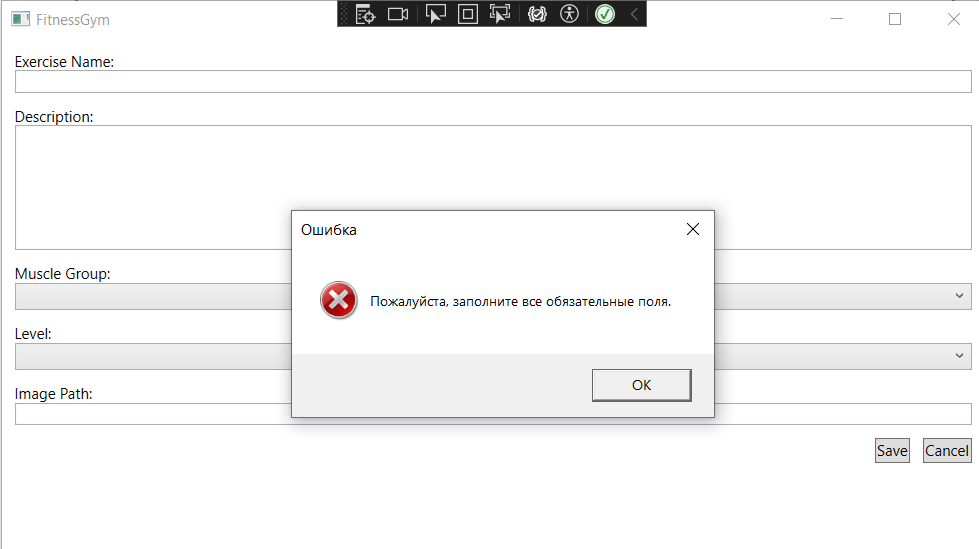 FitnessGym
Exercise Name:
Description:
Ошибка
Пожалуйста, заполните все обязательные поля.
OK
Muscle Group:
Level:
Image Path:
Save Cancel